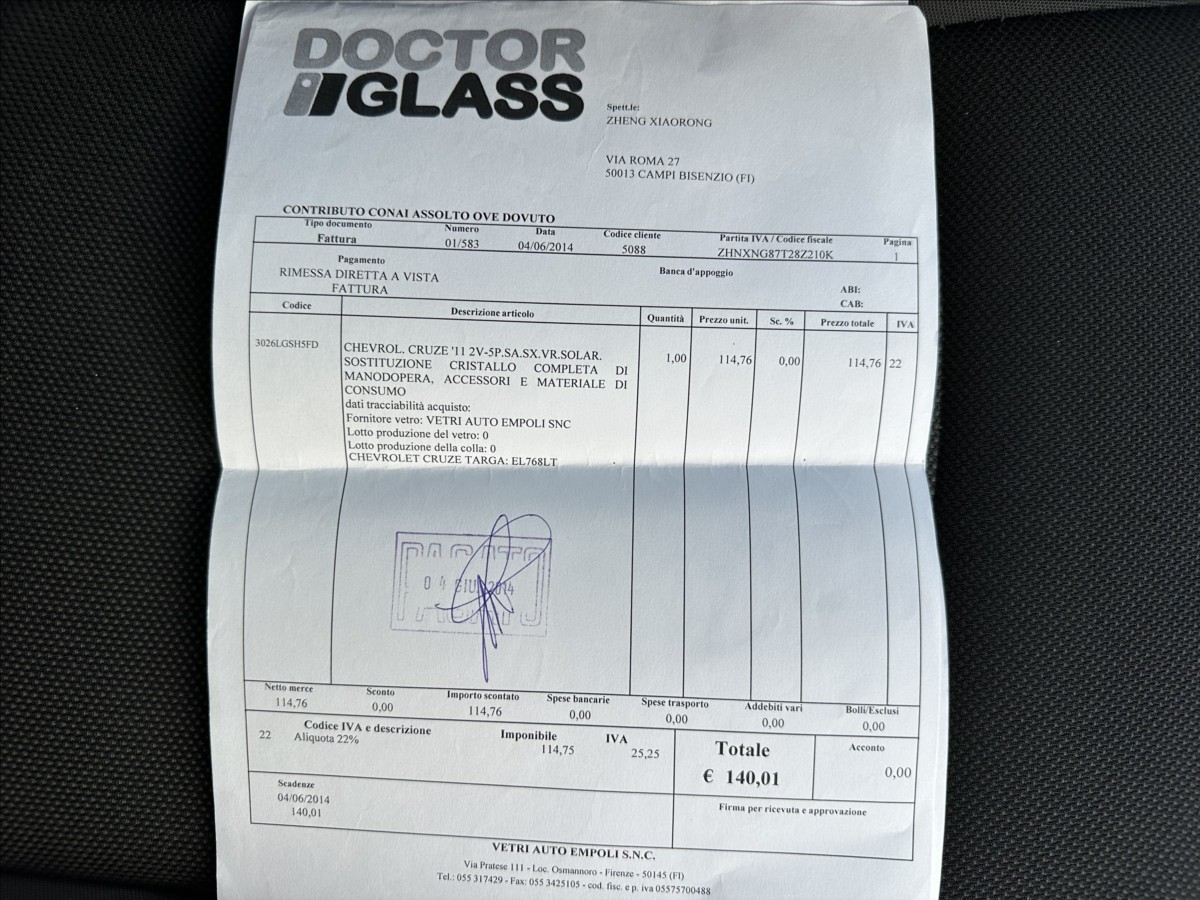 DOCTOR
GLASS
Spett.le:
ZHENG XIAORONG
VIA ROMA 27
50013 CAMPI BISENZIO (FI)
CONTRIBUTO CONAI ASSOLTO OVE DOVUTO
Tipo documento Numero Data Codice cliente Partita IVA / Codice fiscale Pagina
Fattura 01/583 04/06/2014 5088 ZHNXNG87T28Z210K 1
Pagamento Banca d'appoggio
RIMESSA DIRETTA A VISTA
FATTURA
ABI:
CAB:
Codice Descrizione articolo Quantità Prezzo unit. Sc. % Prezzo totale IVA
3026LGSH5FD CHEVROL. CRUZE '11 2V-5P.SA.SX.VR.SOLAR. 1,00 114,76 0,00 114,76 22
SOSTITUZIONE CRISTALLO COMPLETA DI
MANODOPERA, ACCESSORI E MATERIALE DI
CONSUMO
dati tracciabilità acquisto:
Fornitore vetro: VETRI AUTO EMPOLI SNC
Lotto produzione del vetro: 0
Lotto produzione della colla: 0
CHEVROLET CRUZE TARGA: EL768LT
PAGATO
04 GIU 2014
PAGATO
Netto merce Sconto Importo scontato Spese bancarie Spese trasporto Addebiti vari Bolli/Esclusi
114,76 0,00 114,76 0,00 0,00 0,00 0,00
Codice IVA e descrizione Imponibile IVA
22 Aliquota 22% 114,75 25,25
Totale
€ 140,01
Acconto
0,00
Scadenze
04/06/2014
140,01
Firma per ricevuta e approvazione
VETRI AUTO EMPOLI S.N.C.
Via Pratese 111 - Loc. Osmannoro - Firenze - 50145 (FI)
Tel.: 055 317429 - Fax: 055 3425105 - cod. fisc. e p. iva 05575700488